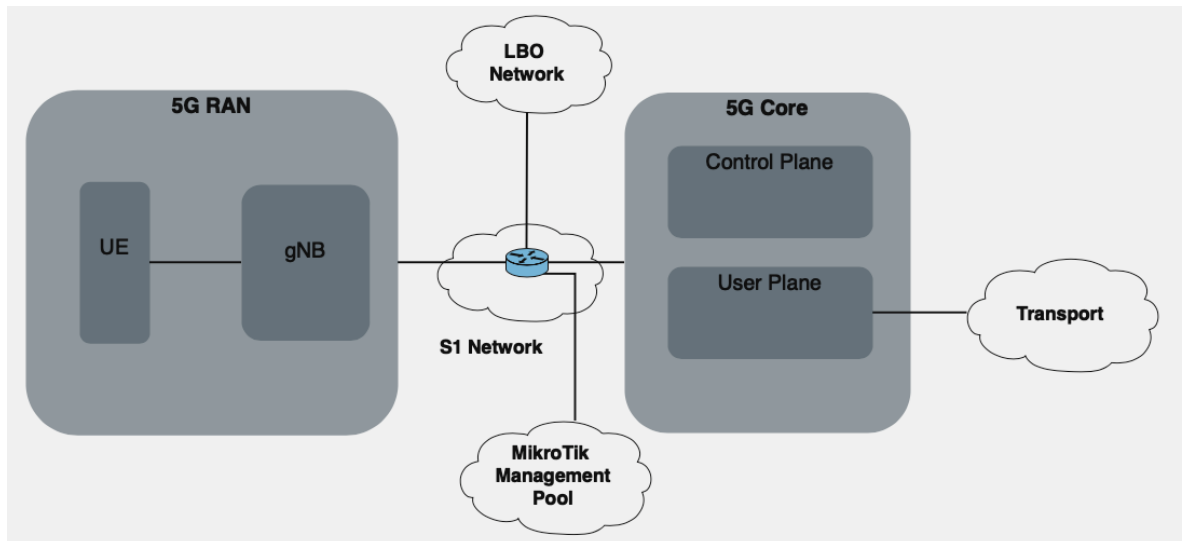 LBO
Network
5G RAN
5G Core
Control Plane
UE
gNB
User Plane
Transport
S1 Network
MikroTik
Management
Pool